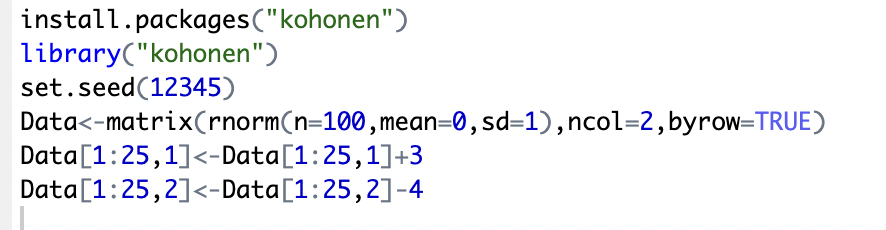 install.packages("kohonen")
library("kohonen")
set.seed(12345)
Data<-matrix(rnorm(n=100,mean=0,sd=1),ncol=2,byrow=TRUE)
Data[1:25,1]<-Data[1:25,1]+3
Data[1:25,2]<-Data[1:25,2]-4